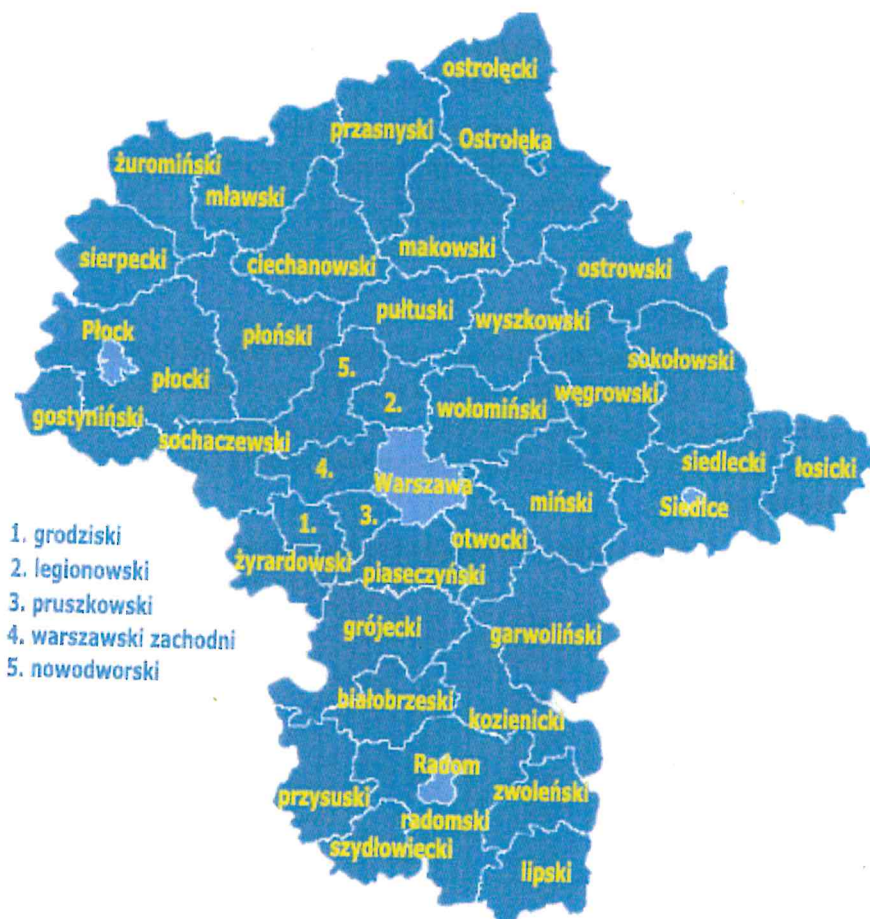 ostrołęcki
przasnyski
Ostrołęka
żuromiński
mławski
sierpecki
ciechanowski
makowski
ostrowski
pułtuski
wyszkowski
płoński
Płock
płocki
5.
sokołowski
węgrowski
2.
wołomiński
gostyniński
sochaczewski
4.
Warszawa
siedlecki
łosicki
miński
Siedlce
1.
3.
otwocki
żyrardowski
piaseczyński
1. grodziski
2. legionowski
3. pruszkowski
4. warszawski zachodni
5. nowodworski
grójecki
garwoliński
białobrzeski
kozienicki
Radom
przysuski
zwoleński
radomski
szydłowiecki
lipski